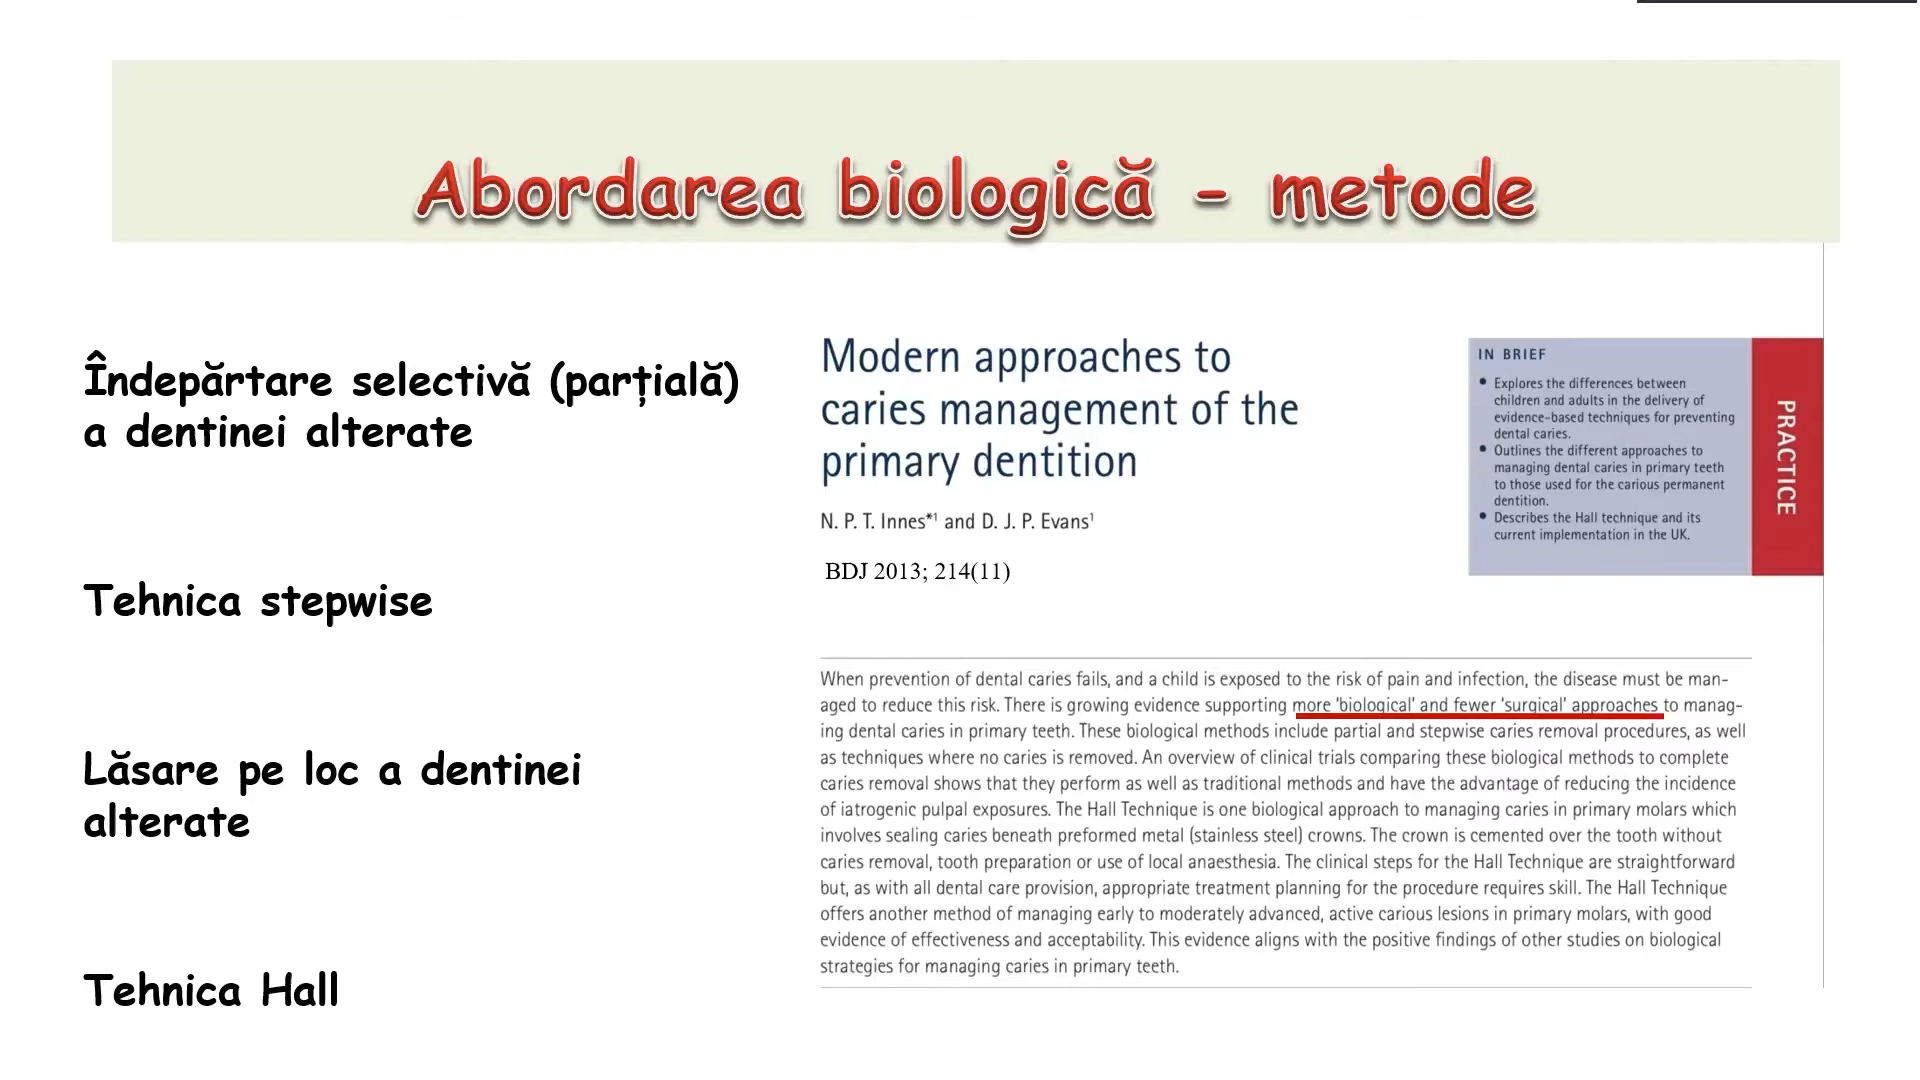 Abordarea biologică - metode
Îndepărtare selectivă (parțială)
a dentinei alterate
Tehnica stepwise
Lăsare pe loc a dentinei
alterate
Tehnica Hall
Modern approaches to
caries management of the
primary dentition
N. P. T. Innes*¹ and D. J. P. Evans¹
BDJ 2013; 214(11)
IN BRIEF
• Explores the differences between
children and adults in the delivery of
evidence-based techniques for preventing
dental caries.
• Outlines the different approaches to
managing dental caries in primary teeth
to those used for the carious permanent
dentition.
• Describes the Hall technique and its
current implementation in the UK.
PRACTICE
When prevention of dental caries fails, and a child is exposed to the risk of pain and infection, the disease must be man-
aged to reduce this risk. There is growing evidence supporting more ‘biological’ and fewer ‘surgical’ approaches to manag-
ing dental caries in primary teeth. These biological methods include partial and stepwise caries removal procedures, as well
as techniques where no caries is removed. An overview of clinical trials comparing these biological methods to complete
caries removal shows that they perform as well as traditional methods and have the advantage of reducing the incidence
of iatrogenic pulpal exposures. The Hall Technique is one biological approach to managing caries in primary molars which
involves sealing caries beneath preformed metal (stainless steel) crowns. The crown is cemented over the tooth without
caries removal, tooth preparation or use of local anaesthesia. The clinical steps for the Hall Technique are straightforward
but, as with all dental care provision, appropriate treatment planning for the procedure requires skill. The Hall Technique
offers another method of managing early to moderately advanced, active carious lesions in primary molars, with good
evidence of effectiveness and acceptability. This evidence aligns with the positive findings of other studies on biological
strategies for managing caries in primary teeth.